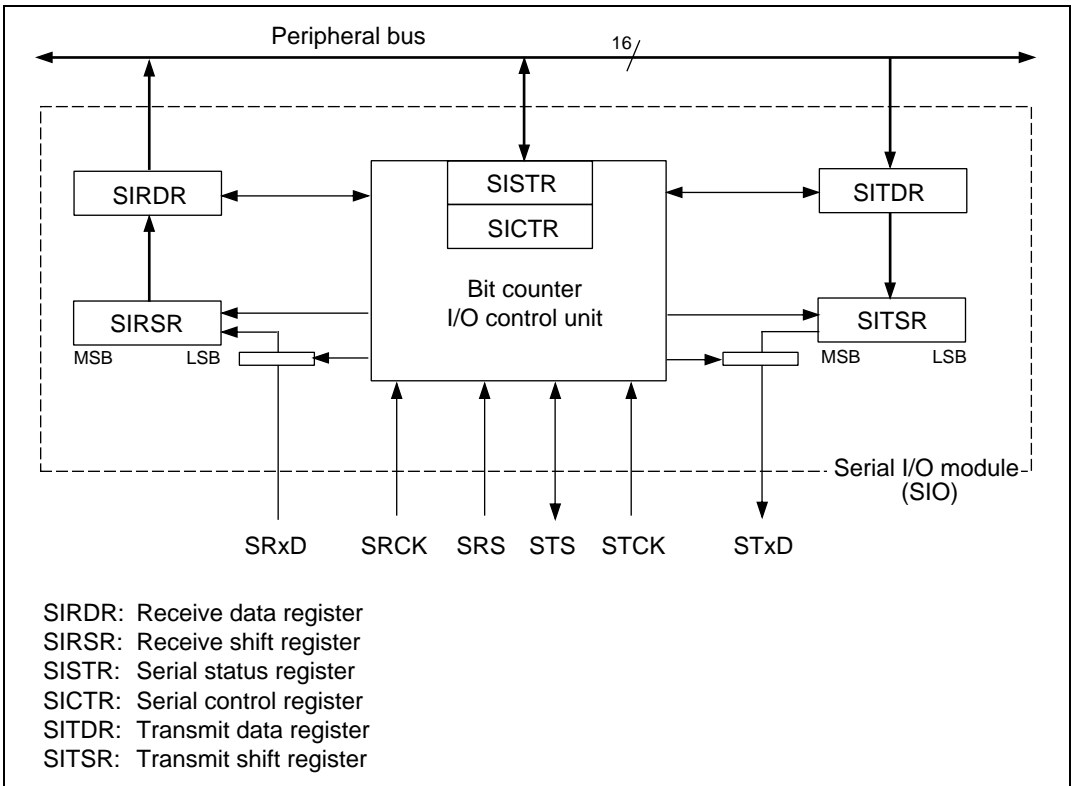 Peripheral bus
16
SIRDR
SISTR
SITDR
SICTR
Bit counter
I/O control unit
SIRSR
SITSR
MSB LSB
MSB LSB
Serial I/O module
(SIO)
SRxD SRCK SRS STS STCK STxD
SIRDR: Receive data register
SIRSR: Receive shift register
SISTR: Serial status register
SICTR: Serial control register
SITDR: Transmit data register
SITSR: Transmit shift register